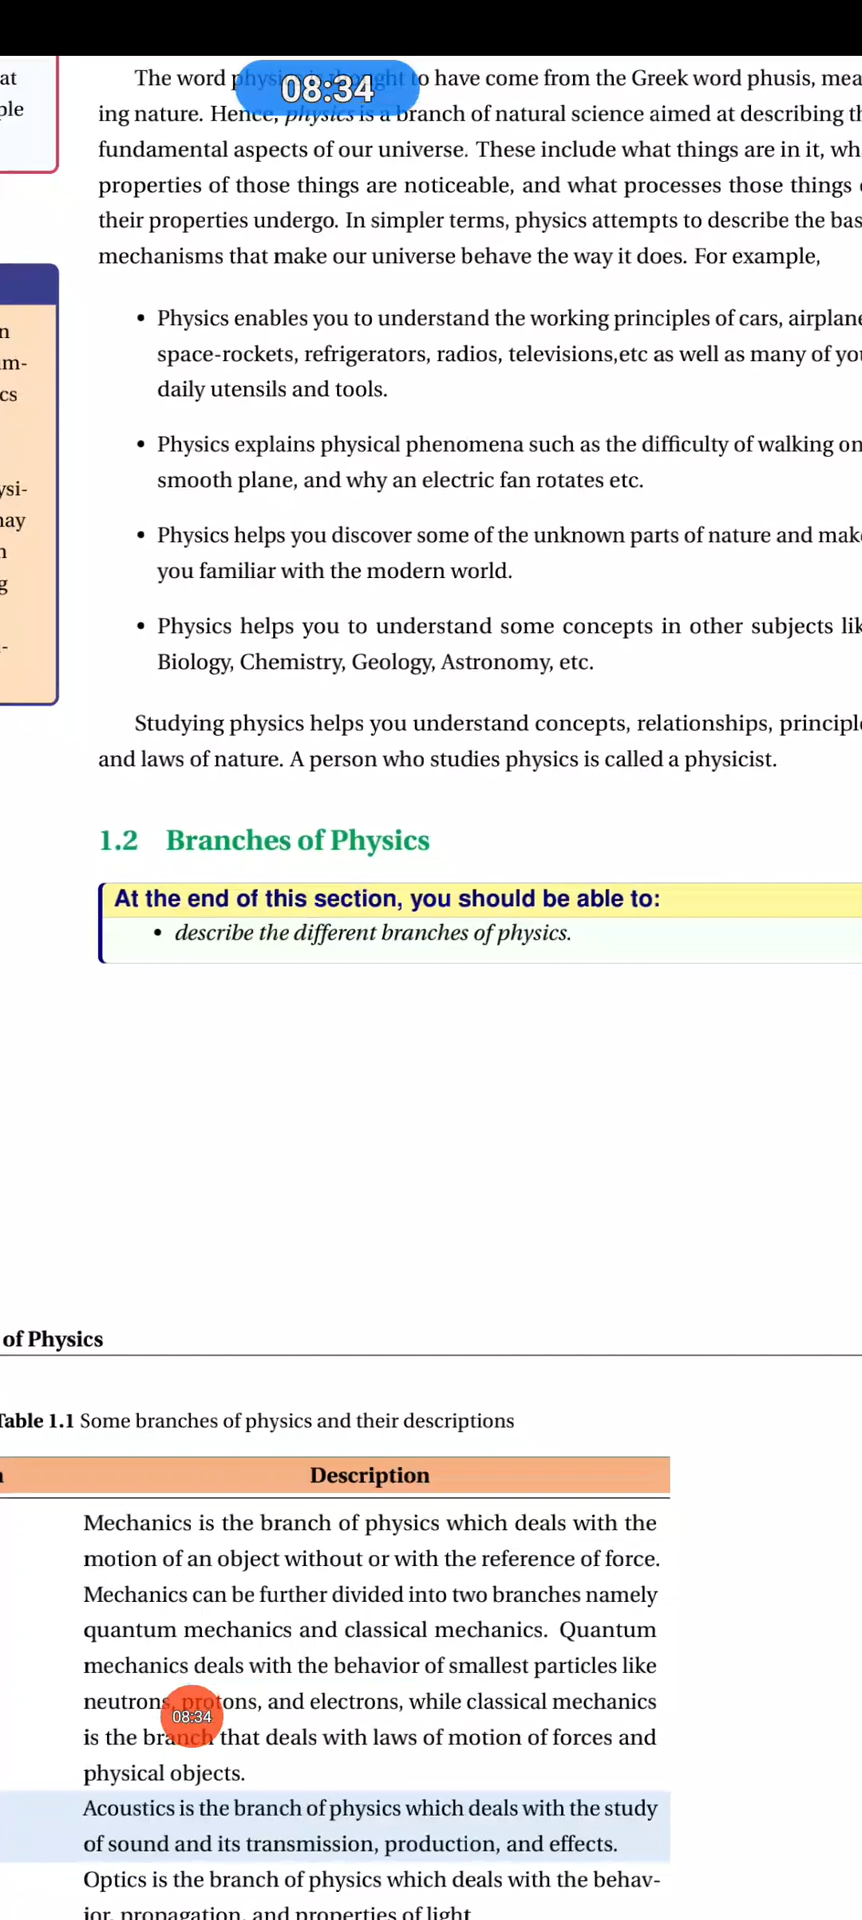 at
ple
n
m-
cs
ysi-
nay
n
g
-
08:34
The word to have come from the Greek word phusis, mea
ing nature. Hence, physics is a branch of natural science aimed at describing th
fundamental aspects of our universe. These include what things are in it, wha
properties of those things are noticeable, and what processes those things o
their properties undergo. In simpler terms, physics attempts to describe the bas
mechanisms that make our universe behave the way it does. For example,
• Physics enables you to understand the working principles of cars, airplane
space-rockets, refrigerators, radios, televisions,etc as well as many of you
daily utensils and tools.
• Physics explains physical phenomena such as the difficulty of walking on
smooth plane, and why an electric fan rotates etc.
• Physics helps you discover some of the unknown parts of nature and make
you familiar with the modern world.
• Physics helps you to understand some concepts in other subjects lik
Biology, Chemistry, Geology, Astronomy, etc.
Studying physics helps you understand concepts, relationships, principle
and laws of nature. A person who studies physics is called a physicist.
1.2 Branches of Physics
At the end of this section, you should be able to:
• describe the different branches of physics.
of Physics
Table 1.1 Some branches of physics and their descriptions
Description
Mechanics is the branch of physics which deals with the
motion of an object without or with the reference of force.
Mechanics can be further divided into two branches namely
quantum mechanics and classical mechanics. Quantum
mechanics deals with the behavior of smallest particles like
neutrons, protons, and electrons, while classical mechanics
08:34
is the branch that deals with laws of motion of forces and
physical objects.
Acoustics is the branch of physics which deals with the study
of sound and its transmission, production, and effects.
Optics is the branch of physics which deals with the behav-
ior, propagation, and properties of light